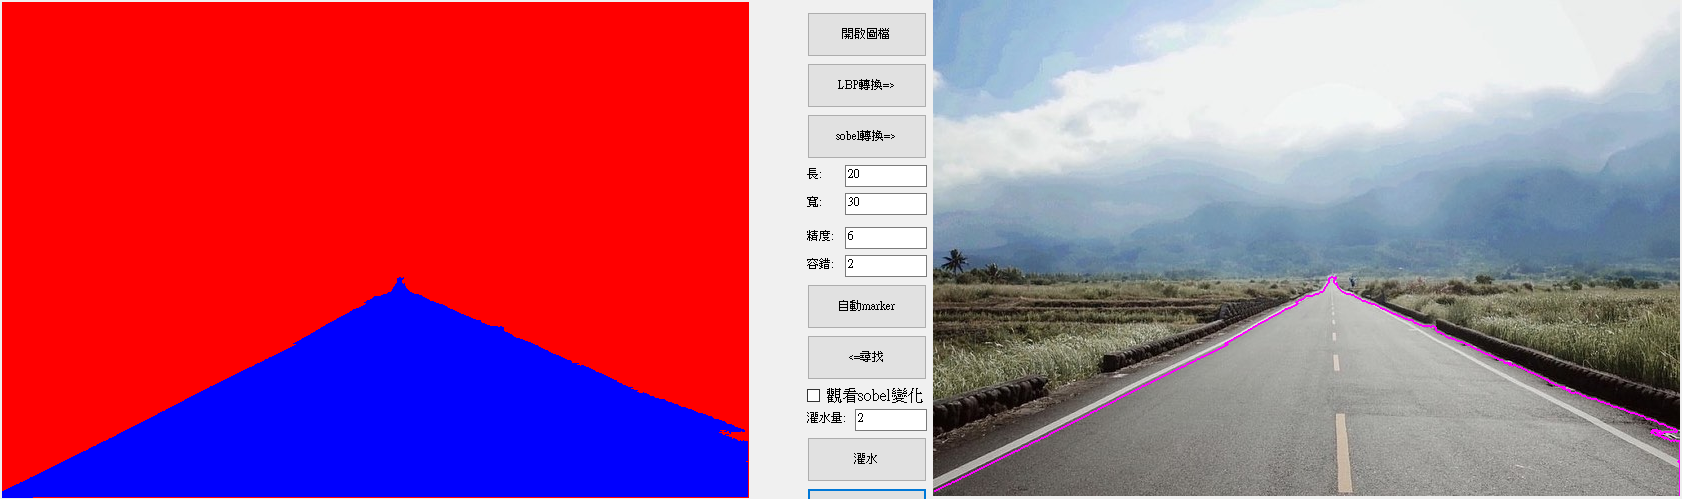 開啟圖檔
LBP轉換=>
sobel轉換=>
長: 20
寬: 30
精度: 6
容錯: 2
自動marker
<=尋找
觀看sobel變化
灌水量: 2
灌水